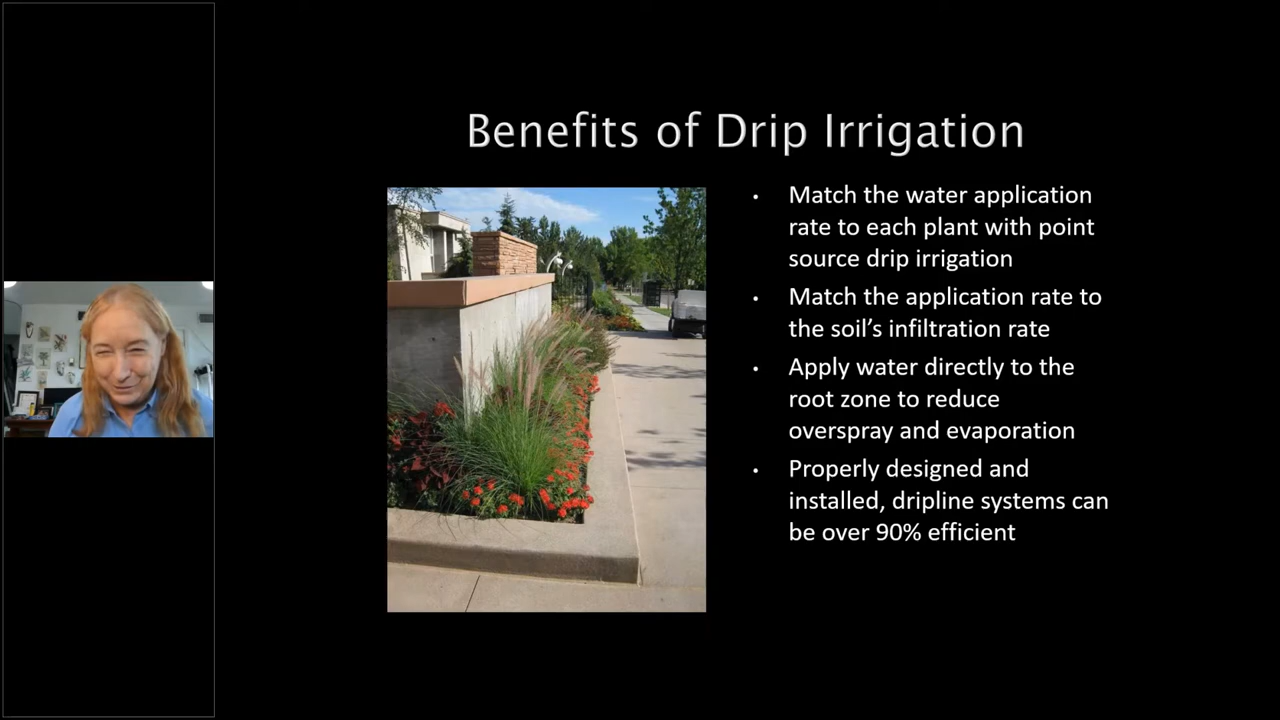 Benefits of Drip Irrigation
• Match the water application
rate to each plant with point
source drip irrigation
• Match the application rate to
the soil’s infiltration rate
• Apply water directly to the
root zone to reduce
overspray and evaporation
• Properly designed and
installed, dripline systems can
be over 90% efficient